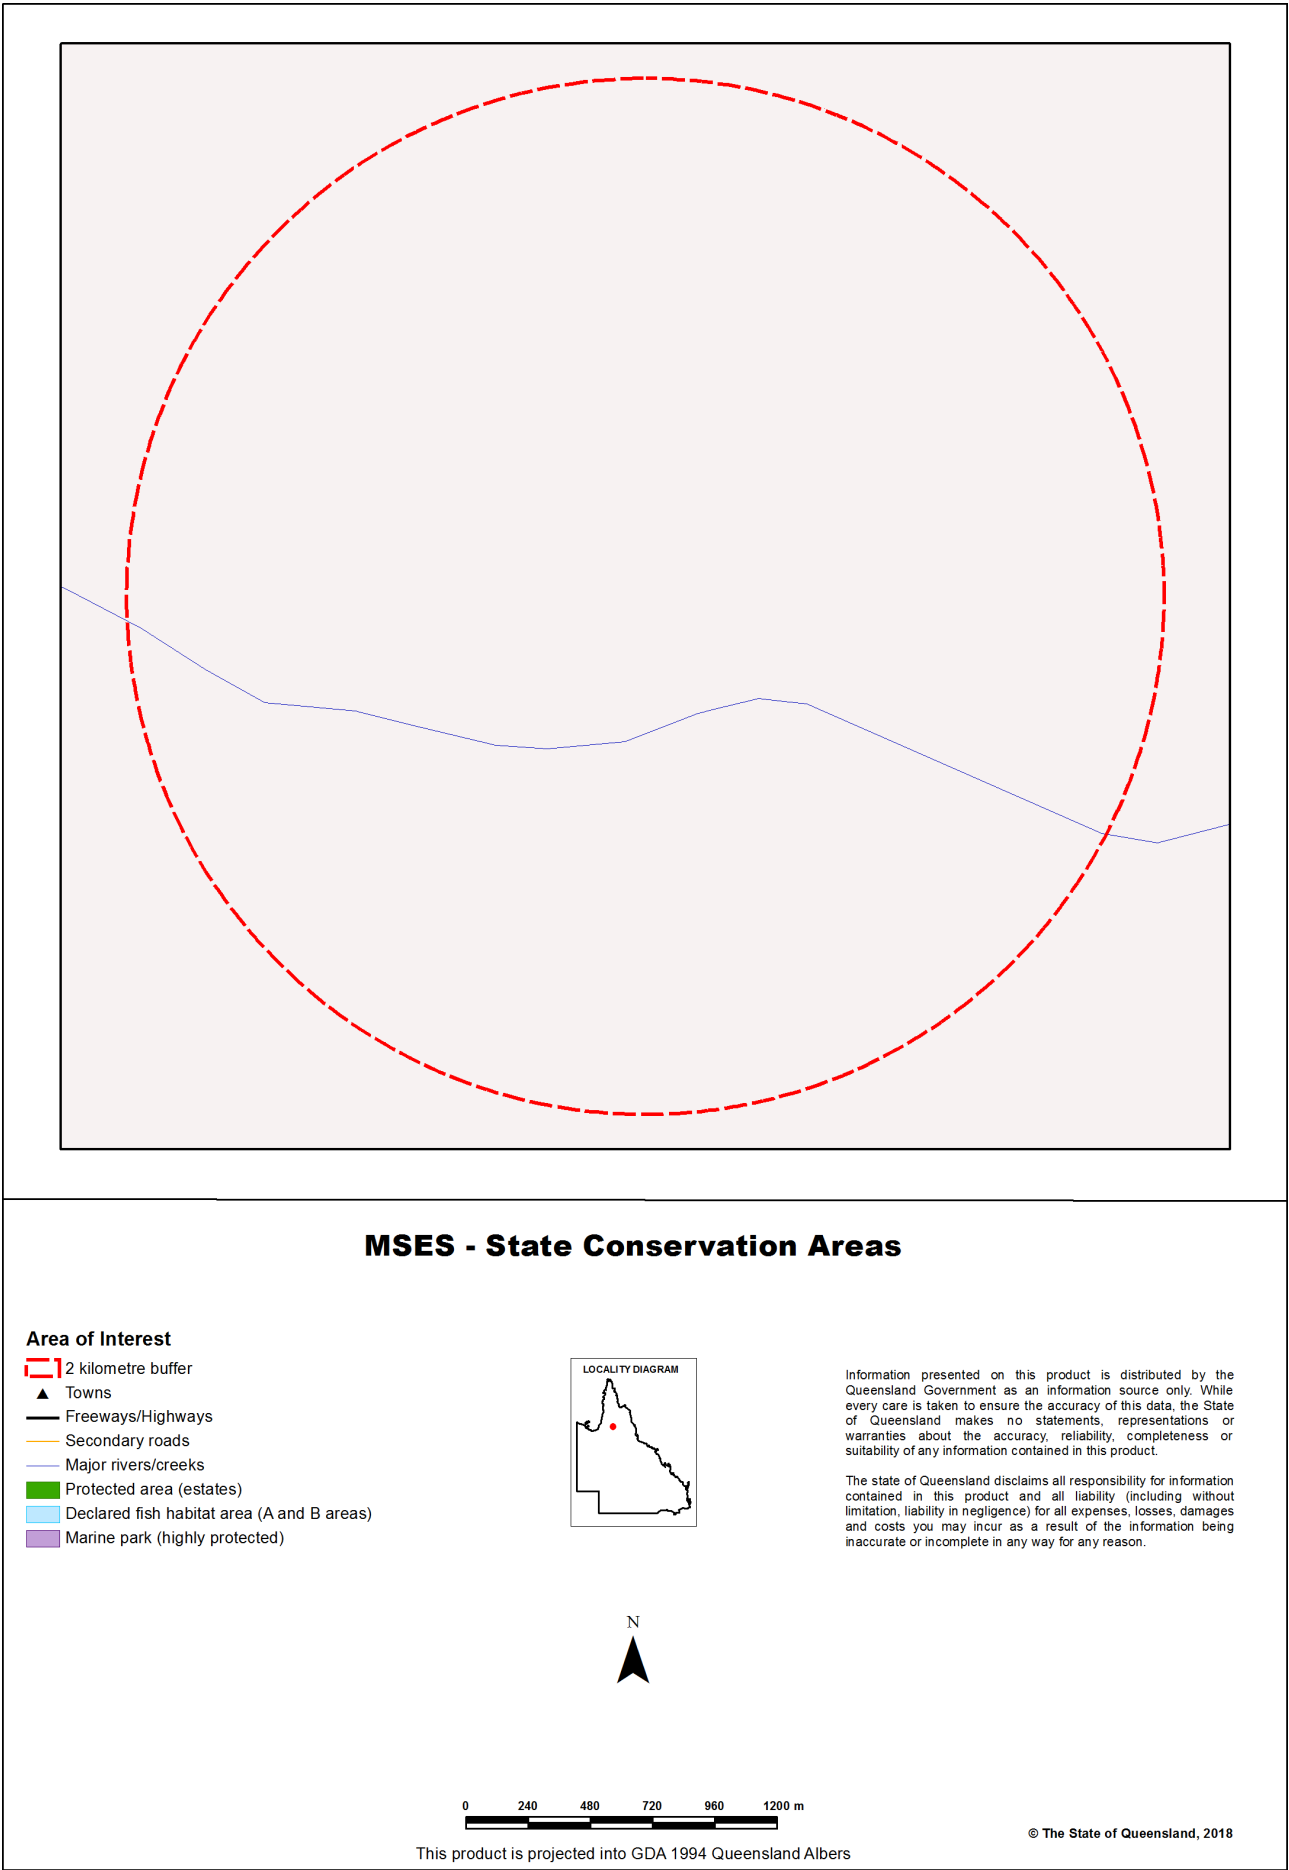 MSES - State Conservation Areas
Area of Interest
2 kilometre buffer
Towns
Freeways/Highways
Secondary roads
Major rivers/creeks
Protected area (estates)
Declared fish habitat area (A and B areas)
Marine park (highly protected)
LOCALITY DIAGRAM
Information presented on this product is distributed by the
Queensland Government as an information source only. While
every care is taken to ensure the accuracy of this data, the State
of Queensland makes no statements, representations or
warranties about the accuracy, reliability, completeness or
suitability of any information contained in this product.
The state of Queensland disclaims all responsibility for information
contained in this product and all liability (including without
limitation, liability in negligence) for all expenses, losses, damages
and costs you may incur as a result of the information being
inaccurate or incomplete in any way for any reason.
N
0 240 480 720 960 1200 m
© The State of Queensland, 2018
This product is projected into GDA 1994 Queensland Albers